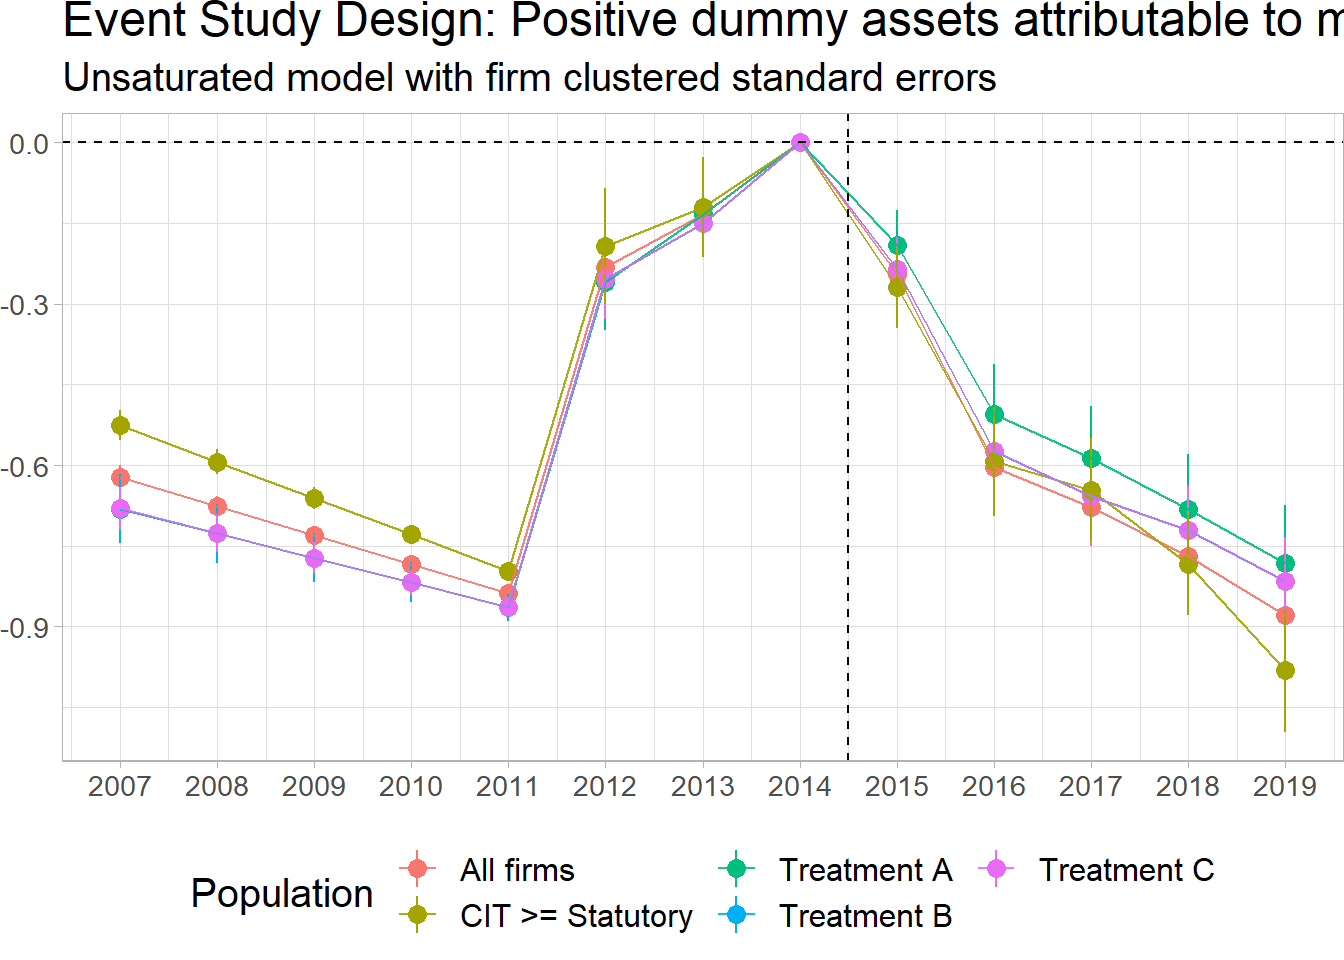 Event Study Design: Positive dummy assets attributable to
Unsaturated model with firm clustered standard errors
0.0
-0.3
-0.6
-0.9
2007 2008 2009 2010 2011 2012 2013 2014 2015 2016 2017 2018 2019
Population
All firms
Treatment A
Treatment C
CIT >= Statutory
Treatment B